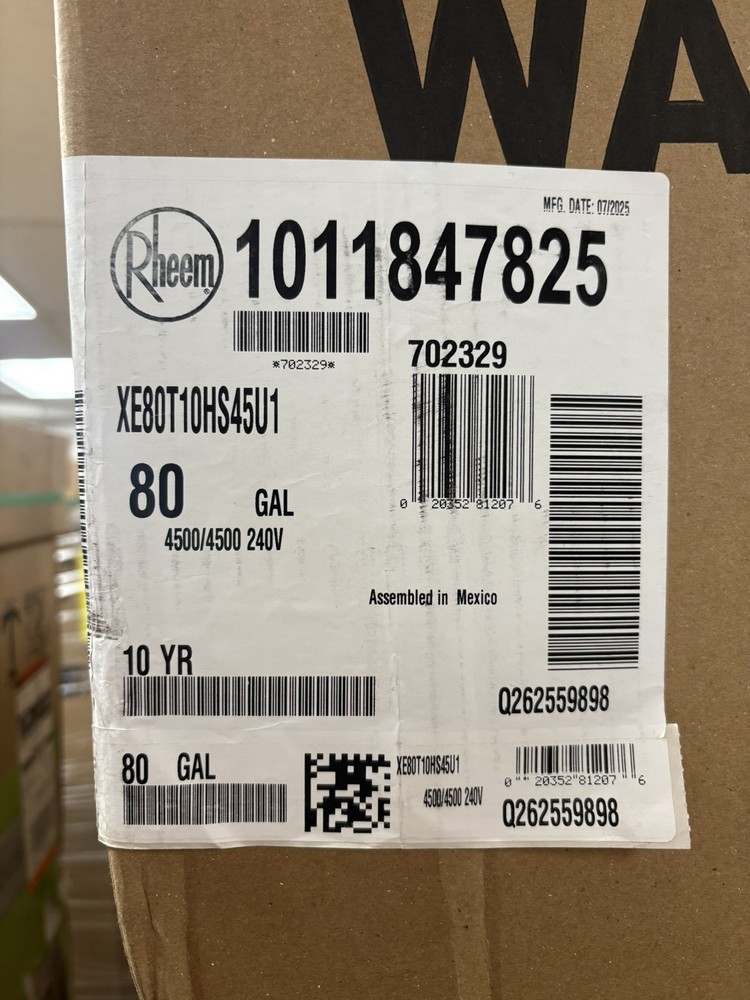 WA
MFG. DATE: 07/2025
Rheem® 1011847825
*702329*
702329
XE80T10HS45U1
80 GAL
4500/4500 240V
0 20352 81207 6
Assembled in Mexico
10 YR
Q262559898
80 GAL
XE80T10HS45U1
4500/4500 240V
0 20352 81207 6
Q262559898